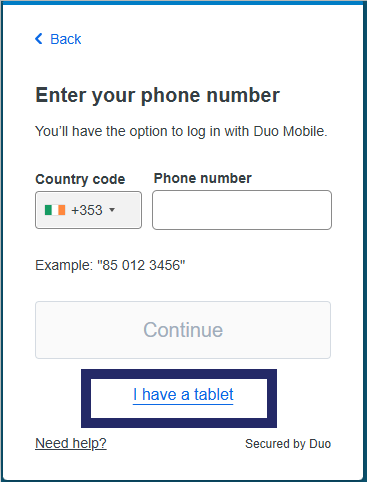 Back
Enter your phone number
You’ll have the option to log in with Duo Mobile.
Country code Phone number
+353
Example: "85 012 3456"
Continue
I have a tablet
Need help? Secured by Duo